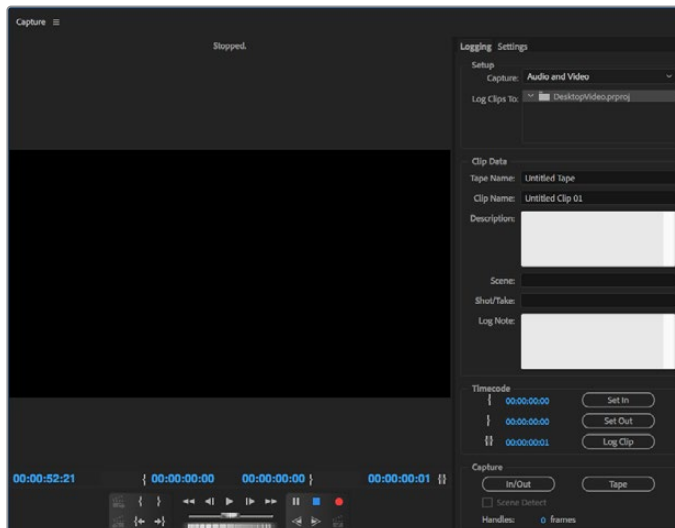 Capture
Stopped.
Logging Settings
Setup
Capture: Audio and Video
Log Clips To: DesktopVideo.prproj
Clip Data
Tape Name: Untitled Tape
Clip Name: Untitled Clip 01
Description:
Scene:
Shot/Take:
Log Note:
Timecode
{ 00:00:00:00 Set In
} 00:00:00:00 Set Out
{} 00:00:00:01 Log Clip
00:00:52:21 { 00:00:00:00 00:00:00:00 } 00:00:00:01 {}
Capture
In/Out Tape
Scene Detect
Handles: 0 frames